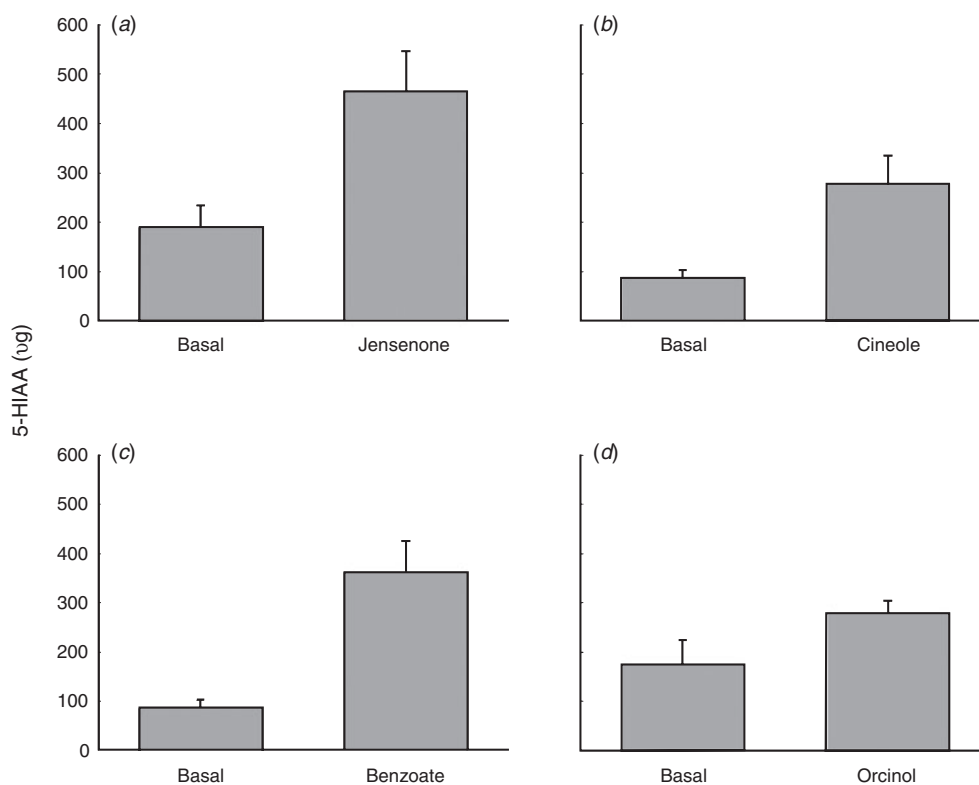 (a)
600
500
400
300
200
100
0
Basal Jensenone
(b)
Basal Cineole
5-HIAA (υg)
(c)
600
500
400
300
200
100
0
Basal Benzoate
(d)
Basal Orcinol